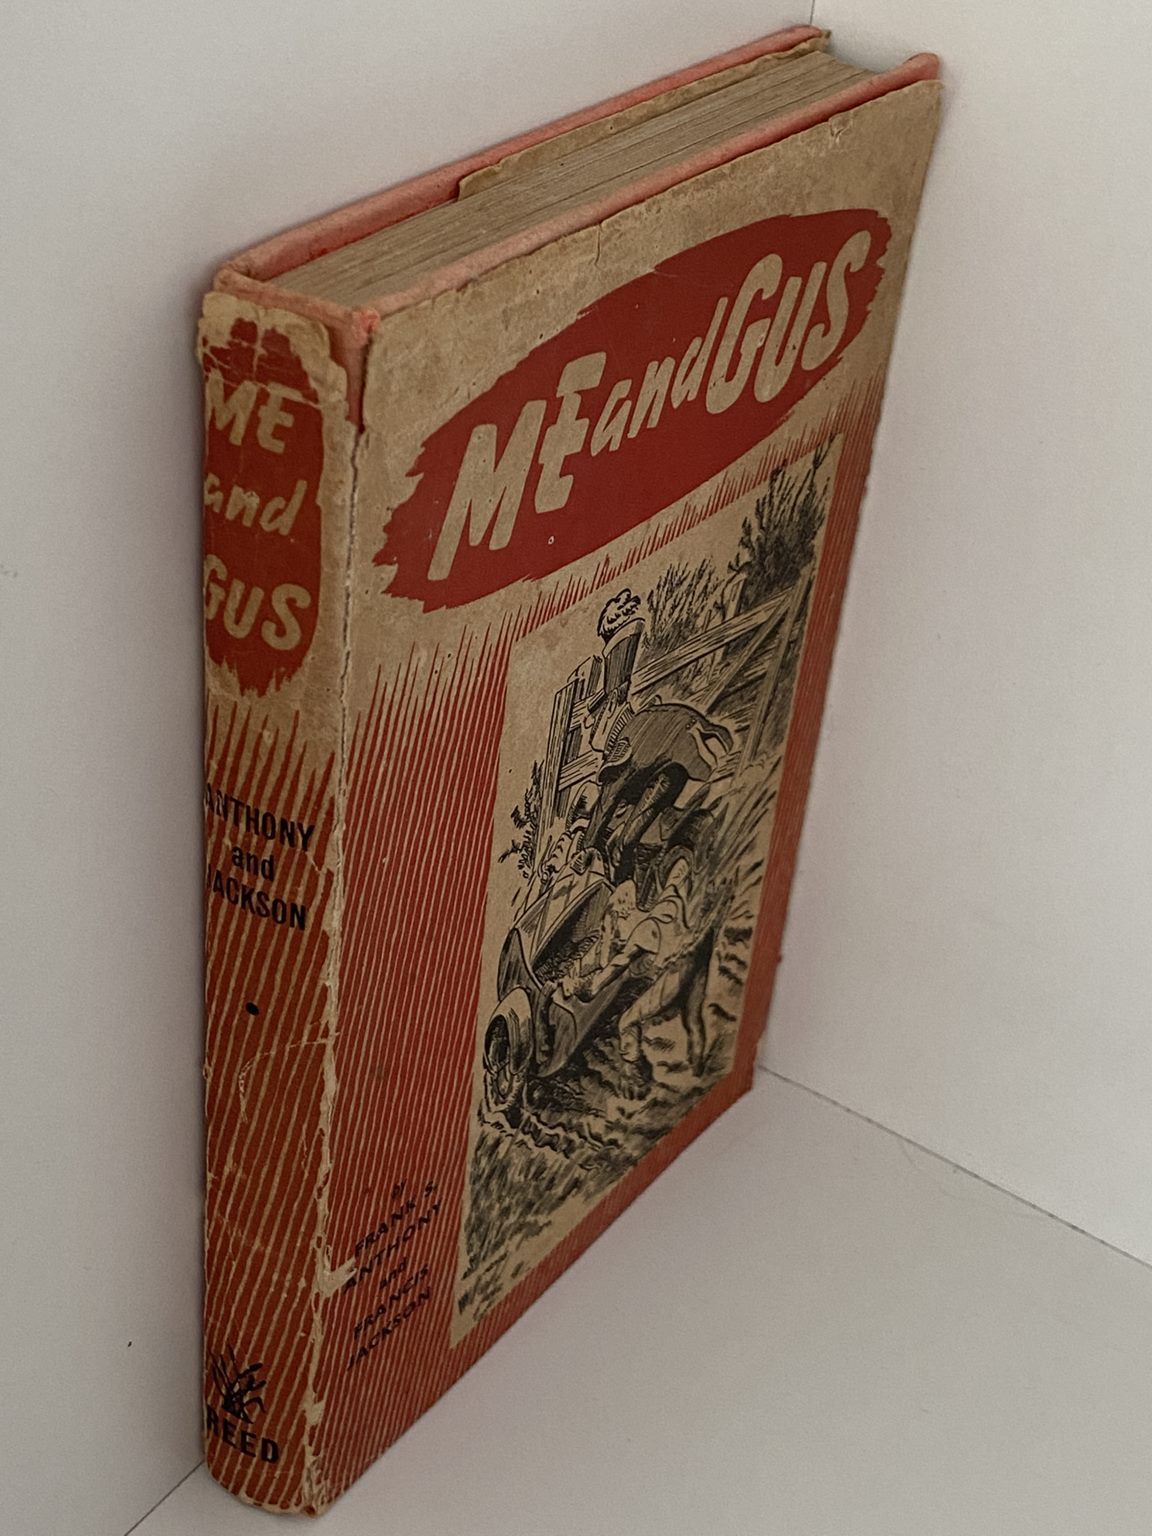 ME
and
GUS
ANTHONY
and
JACKSON
REED
ME and GUS
by
FRANK S.
ANTHONY
and
FRANCIS
JACKSON